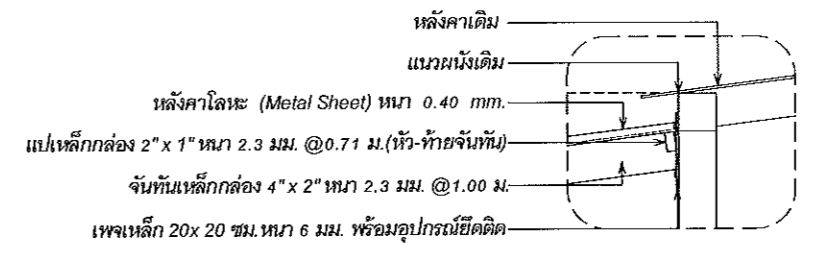 หลังคาเดิม
แนวผนังเดิม
หลังคาโลหะ (Metal Sheet) หนา 0.40 mm.
แปเหล็กกล่อง 2"x 1"หนา 2.3 มม. @0.71 ม.(หัว-ท้ายจันทัน)
จันทันเหล็กกล่อง 4"x 2"หนา 2.3 มม. @1.00 ม.
เพจเหล็ก 20x 20 ซม.หนา 6 มม. พร้อมอุปกรณ์ยึดติด